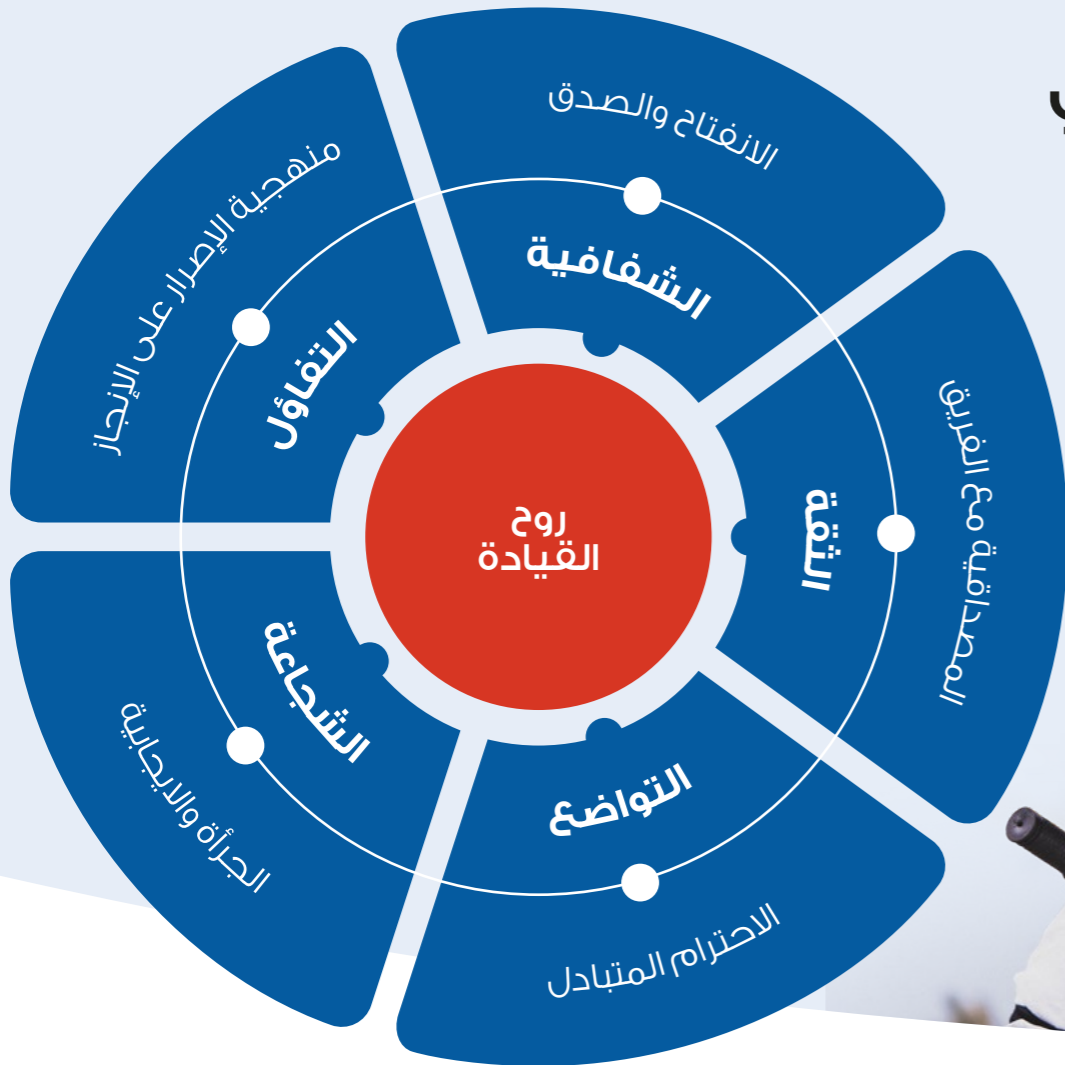 روح
القيادة
الشفافية
الانفتاح والصدق
الثقة
المصداقية مع الفريق
التواضع
الاحترام المتبادل
الشجاعة
الجرأة والايجابية
التفاؤل
منهجية الإصرار على الإنجاز